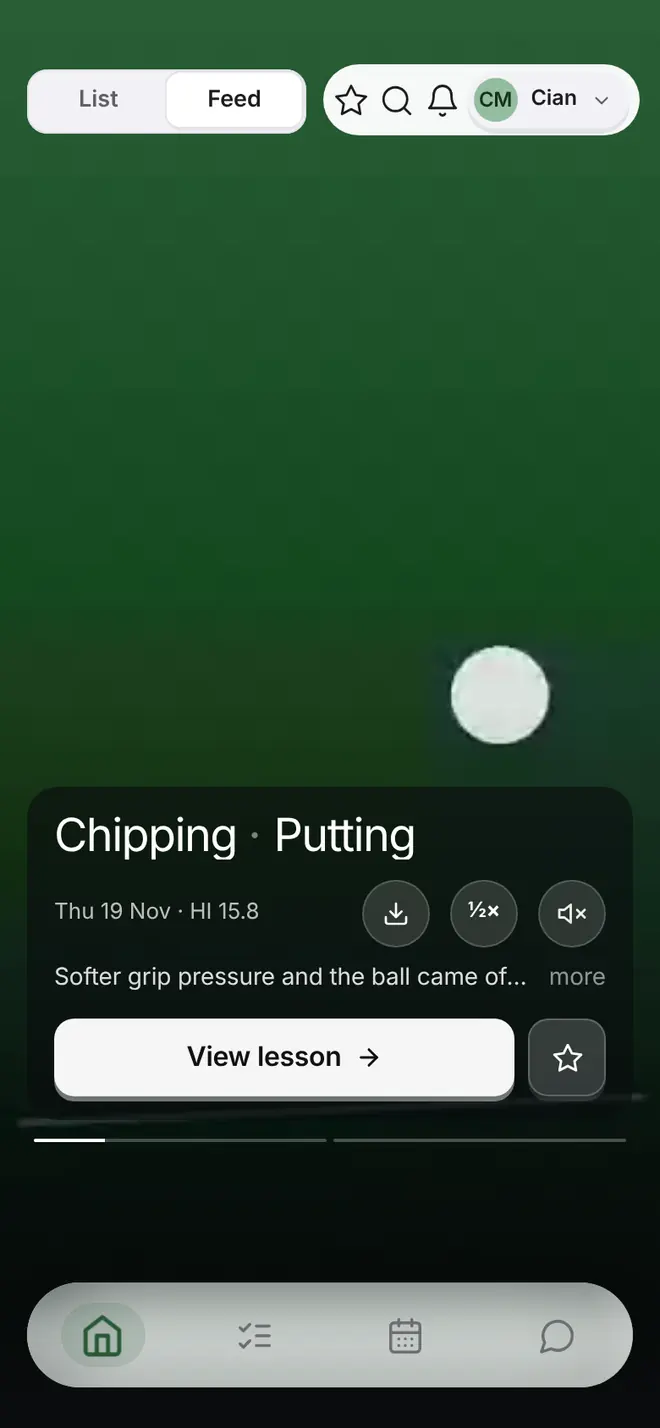 List
Feed
CM Cian
Chipping · Putting
Thu 19 Nov · HI 15.8
½×
Softer grip pressure and the ball came of... more
View lesson →